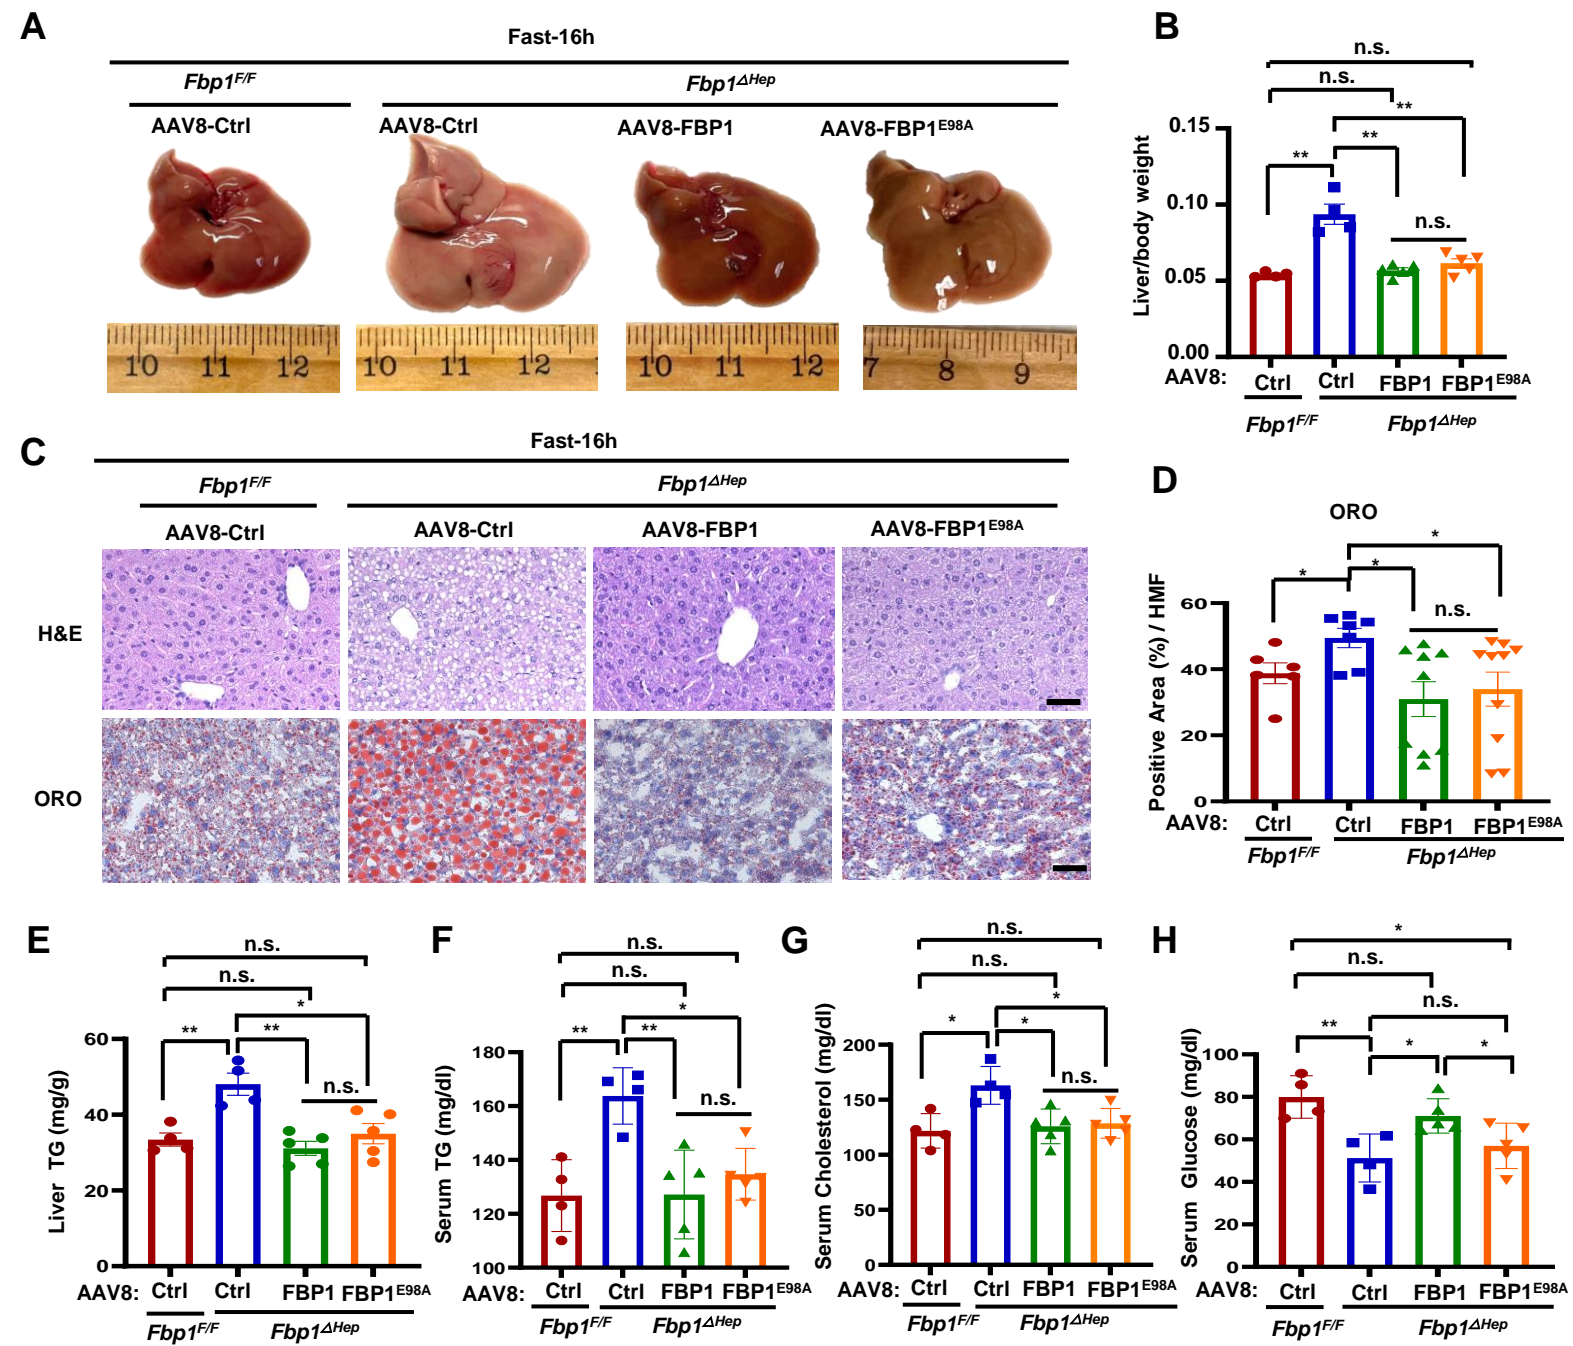 A
Fast-16h
Fbp1F/F
Fbp1ΔHep
AAV8-Ctrl
AAV8-Ctrl
AAV8-FBP1
AAV8-FBP1E98A
10 11 12
10 11 12
10 11 12
7 8 9
B
n.s.
n.s.
**
**
**
n.s.
Liver/body weight
0.15
0.10
0.05
0.00
AAV8: Ctrl Ctrl FBP1 FBP1E98A
Fbp1F/F Fbp1ΔHep
C
Fast-16h
Fbp1F/F
Fbp1ΔHep
AAV8-Ctrl
AAV8-Ctrl
AAV8-FBP1
AAV8-FBP1E98A
H&E
ORO
D
ORO
*
*
*
n.s.
Positive Area (%) / HMF
60
40
20
0
AAV8: Ctrl Ctrl FBP1 FBP1E98A
Fbp1F/F Fbp1ΔHep
E
n.s.
n.s.
*
**
**
n.s.
Liver TG (mg/g)
60
40
20
0
AAV8: Ctrl Ctrl FBP1 FBP1E98A
Fbp1F/F Fbp1ΔHep
F
n.s.
n.s.
*
**
**
n.s.
Serum TG (mg/dl)
180
160
140
120
100
AAV8: Ctrl Ctrl FBP1 FBP1E98A
Fbp1F/F Fbp1ΔHep
G
n.s.
n.s.
*
*
*
n.s.
Serum Cholesterol (mg/dl)
200
150
100
50
0
AAV8: Ctrl Ctrl FBP1 FBP1E98A
Fbp1F/F Fbp1ΔHep
H
*
n.s.
n.s.
**
*
*
Serum Glucose (mg/dl)
100
80
60
40
20
0
AAV8: Ctrl Ctrl FBP1 FBP1E98A
Fbp1F/F Fbp1ΔHep